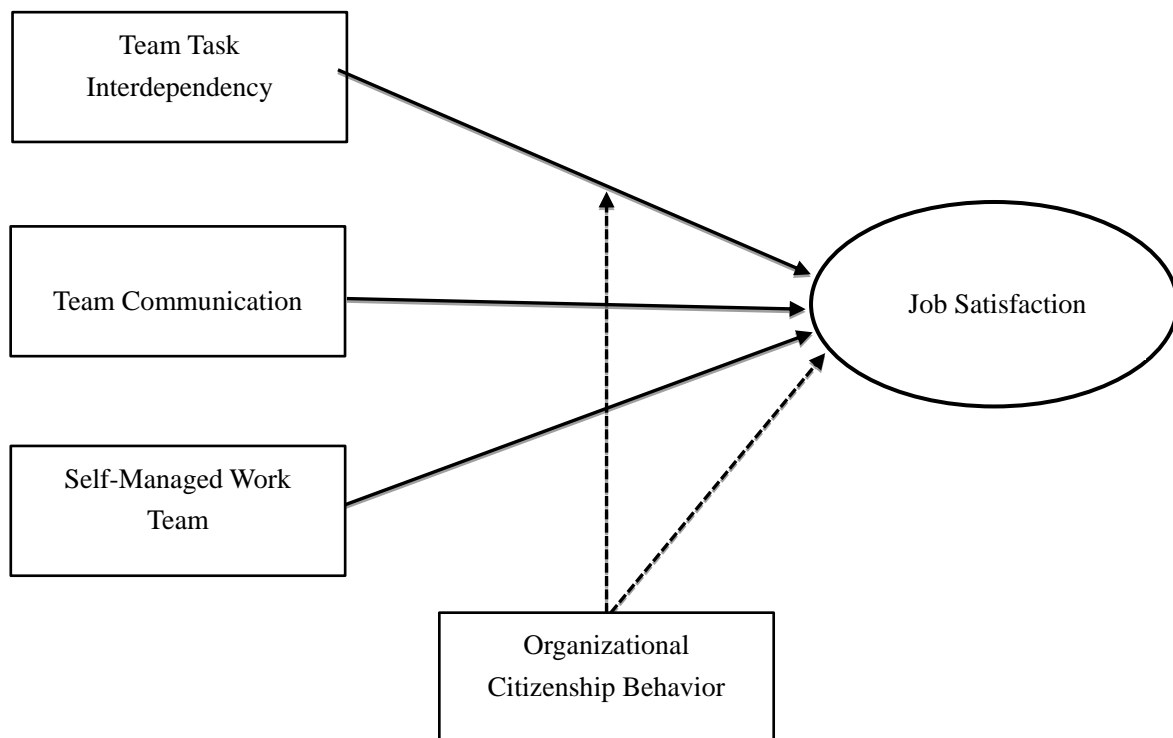 Team Task
Interdependency
Team Communication
Job Satisfaction
Self-Managed Work
Team
Organizational
Citizenship Behavior